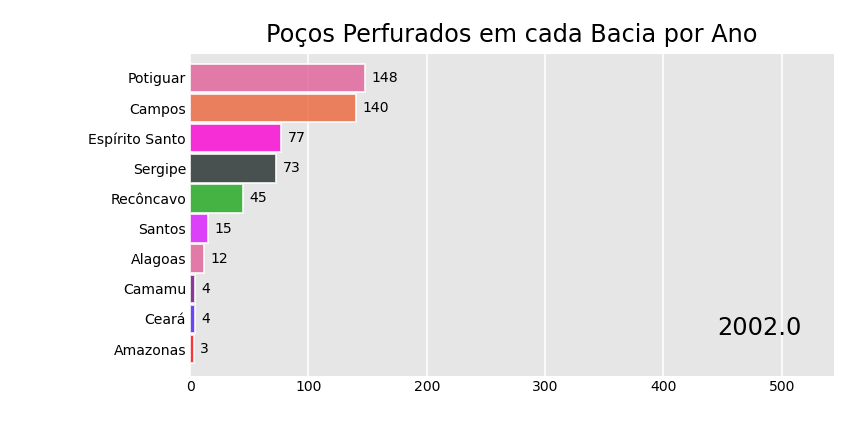 Poços Perfurados em cada Bacia por Ano
Potiguar 148
Campos 140
Espírito Santo 77
Sergipe 73
Recôncavo 45
Santos 15
Alagoas 12
Camamu 4
Ceará 4
2002.0
Amazonas 3
0 100 200 300 400 500